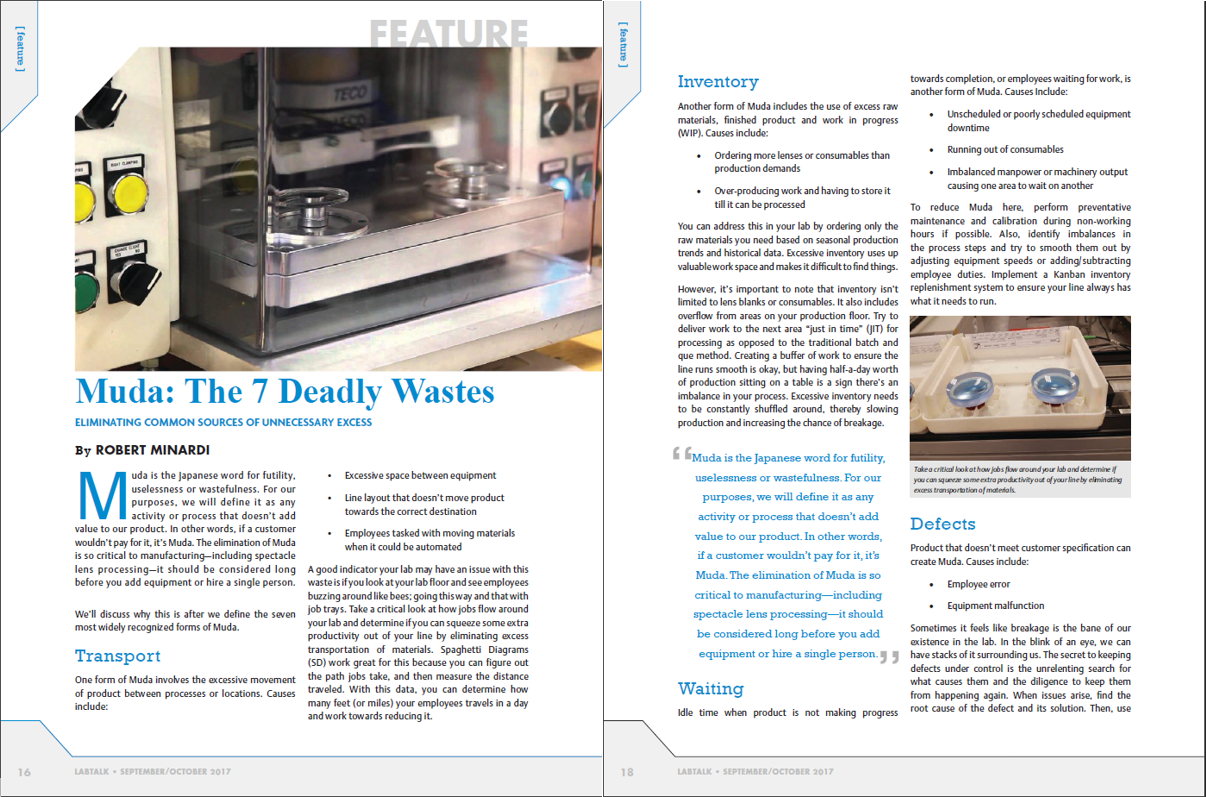 [ feature ]
FEATURE
TECO
Muda: The 7 Deadly Wastes
ELIMINATING COMMON SOURCES OF UNNECESSARY EXCESS
By ROBERT MINARDI
Muda is the Japanese word for futility,
uselessness or wastefulness. For our
purposes, we will define it as any
activity or process that doesn't add
value to our product. In other words, if a customer
wouldn't pay for it, it's Muda. The elimination of Muda
is so critical to manufacturing—including spectacle
lens processing—it should be considered long
before you add equipment or hire a single person.
We'll discuss why this is after we define the seven
most widely recognized forms of Muda.
Transport
One form of Muda involves the excessive movement
of product between processes or locations. Causes
include:
• Excessive space between equipment
• Line layout that doesn't move product
towards the correct destination
• Employees tasked with moving materials
when it could be automated
A good indicator your lab may have an issue with this
waste is if you look at your lab floor and see employees
buzzing around like bees; going this way and that with
job trays. Take a critical look at how jobs flow around
your lab and determine if you can squeeze some extra
productivity out of your line by eliminating excess
transportation of materials. Spaghetti Diagrams
(SD) work great for this because you can figure out
the path jobs take, and then measure the distance
traveled. With this data, you can determine how
many feet (or miles) your employees travels in a day
and work towards reducing it.
16
LABTALK • SEPTEMBER/OCTOBER 2017
[ feature ]
Inventory
Another form of Muda includes the use of excess raw
materials, finished product and work in progress
(WIP). Causes include:
• Ordering more lenses or consumables than
production demands
• Over-producing work and having to store it
till it can be processed
You can address this in your lab by ordering only the
raw materials you need based on seasonal production
trends and historical data. Excessive inventory uses up
valuable work space and makes it difficult to find things.
However, it's important to note that inventory isn't
limited to lens blanks or consumables. It also includes
overflow from areas on your production floor. Try to
deliver work to the next area "just in time" (JIT) for
processing as opposed to the traditional batch and
que method. Creating a buffer of work to ensure the
line runs smooth is okay, but having half-a-day worth
of production sitting on a table is a sign there's an
imbalance in your process. Excessive inventory needs
to be constantly shuffled around, thereby slowing
production and increasing the chance of breakage.
“Muda is the Japanese word for futility,
uselessness or wastefulness. For our
purposes, we will define it as any
activity or process that doesn't add
value to our product. In other words,
if a customer wouldn't pay for it, it's
Muda. The elimination of Muda is so
critical to manufacturing—including
spectacle lens processing—it should
be considered long before you add
equipment or hire a single person.”
Waiting
Idle time when product is not making progress
towards completion, or employees waiting for work, is
another form of Muda. Causes Include:
• Unscheduled or poorly scheduled equipment
downtime
• Running out of consumables
• Imbalanced manpower or machinery output
causing one area to wait on another
To reduce Muda here, perform preventative
maintenance and calibration during non-working
hours if possible. Also, identify imbalances in
the process steps and try to smooth them out by
adjusting equipment speeds or adding/subtracting
employee duties. Implement a Kanban inventory
replenishment system to ensure your line always has
what it needs to run.
Take a critical look at how jobs flow around your lab and determine if
you can squeeze some extra productivity out of your line by eliminating
excess transportation of materials.
Defects
Product that doesn't meet customer specification can
create Muda. Causes include:
• Employee error
• Equipment malfunction
Sometimes it feels like breakage is the bane of our
existence in the lab. In the blink of an eye, we can
have stacks of it surrounding us. The secret to keeping
defects under control is the unrelenting search for
what causes them and the diligence to keep them
from happening again. When issues arise, find the
root cause of the defect and its solution. Then, use
18
LABTALK • SEPTEMBER/OCTOBER 2017